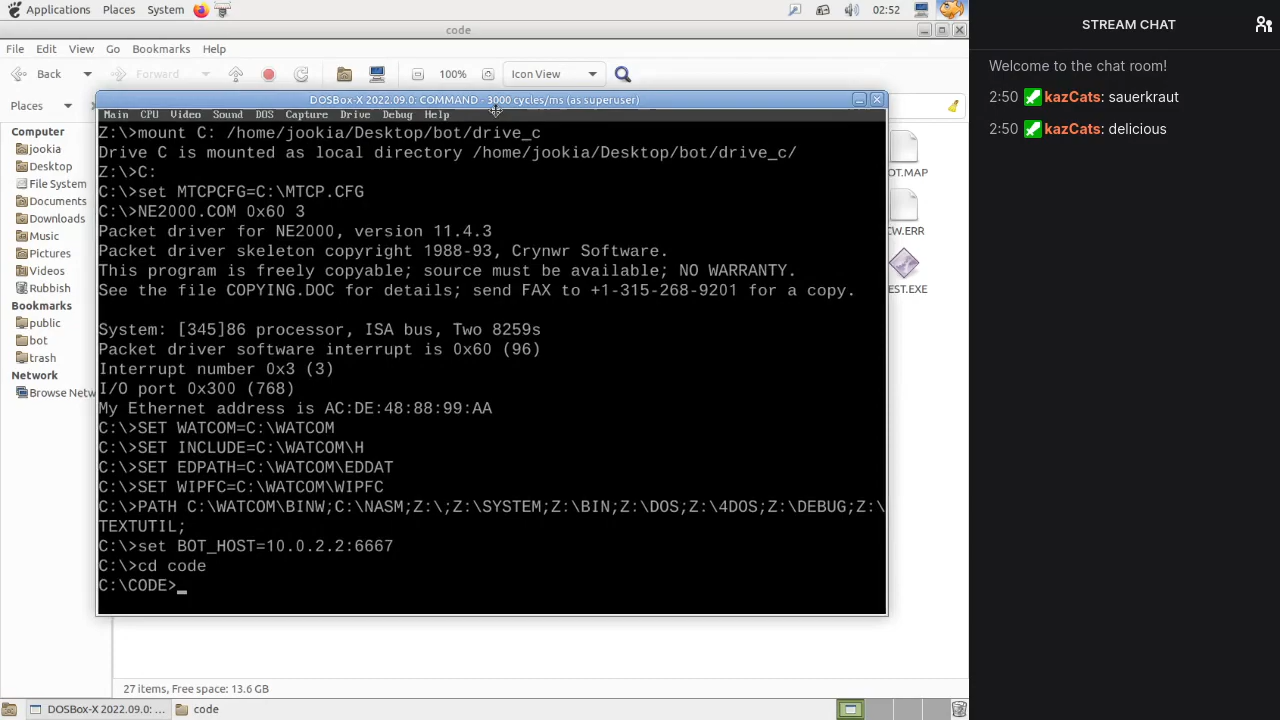 Applications Places System 02:52
code
File Edit View Go Bookmarks Help
Back Forward 100% Icon View
Places
Computer
jookia
Desktop
File System
Documents
Downloads
Music
Pictures
Videos
Rubbish
Bookmarks
public
bot
trash
Network
Browse Netw
DOSBox-X 2022.09.0: COMMAND - 3000 cycles/ms (as superuser)
Main CPU Video Sound DOS Capture Drive Debug Help
Z:\>mount C: /home/jookia/Desktop/bot/drive_c
Drive C is mounted as local directory /home/jookia/Desktop/bot/drive_c/
Z:\>C:
C:\>set MTCPCFG=C:\MTCP.CFG
C:\>NE2000.COM 0x60 3
Packet driver for NE2000, version 11.4.3
Packet driver skeleton copyright 1988-93, Crynwr Software.
This program is freely copyable; source must be available; NO WARRANTY.
See the file COPYING.DOC for details; send FAX to +1-315-268-9201 for a copy.
System: [345]86 processor, ISA bus, Two 8259s
Packet driver software interrupt is 0x60 (96)
Interrupt number 0x3 (3)
I/O port 0x300 (768)
My Ethernet address is AC:DE:48:88:99:AA
C:\>SET WATCOM=C:\WATCOM
C:\>SET INCLUDE=C:\WATCOM\H
C:\>SET EDPATH=C:\WATCOM\EDDAT
C:\>SET WIPFC=C:\WATCOM\WIPFC
C:\>PATH C:\WATCOM\BINW;C:\NASM;Z:\;Z:\SYSTEM;Z:\BIN;Z:\DOS;Z:\4DOS;Z:\DEBUG;Z:\
TEXTUTIL;
C:\>set BOT_HOST=10.0.2.2:6667
C:\>cd code
C:\CODE>_
OT.MAP
CW.ERR
EST.EXE
27 items, Free space: 13.6 GB
DOSBox-X 2022.09.0: ... code
STREAM CHAT
Welcome to the chat room!
2:50 kazCats: sauerkraut
2:50 kazCats: delicious